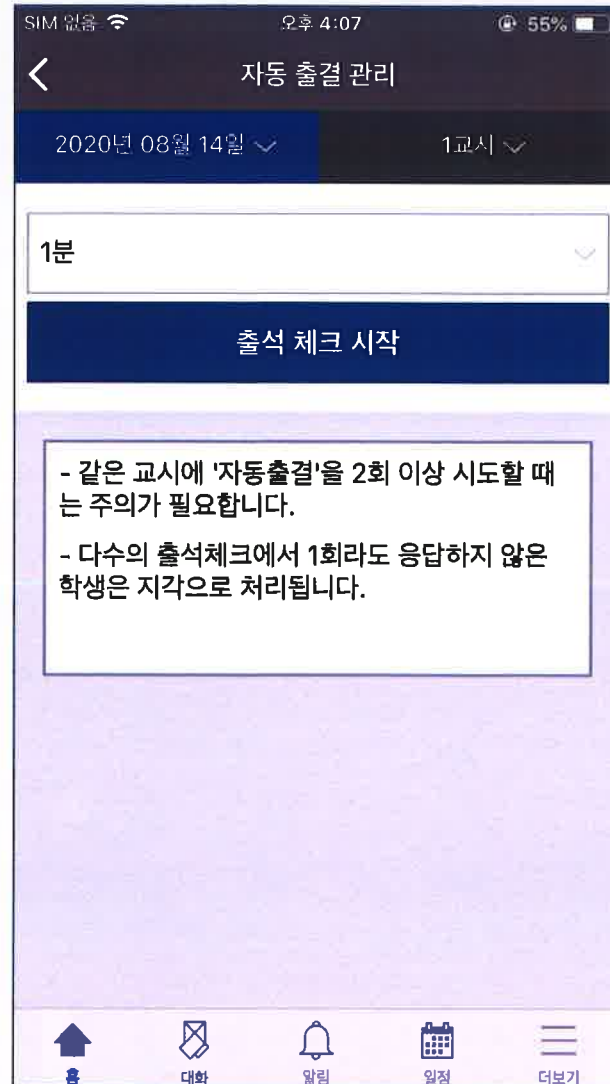 SIM 없음 오후 4:07 55%
자동 출결 관리
2020년 08월 14일 1교시
1분
출석 체크 시작
- 같은 교시에 '자동출결'을 2회 이상 시도할 때
는 주의가 필요합니다.
- 다수의 출석체크에서 1회라도 응답하지 않은
학생은 지각으로 처리됩니다.
홈 대화 알림 일정 더보기